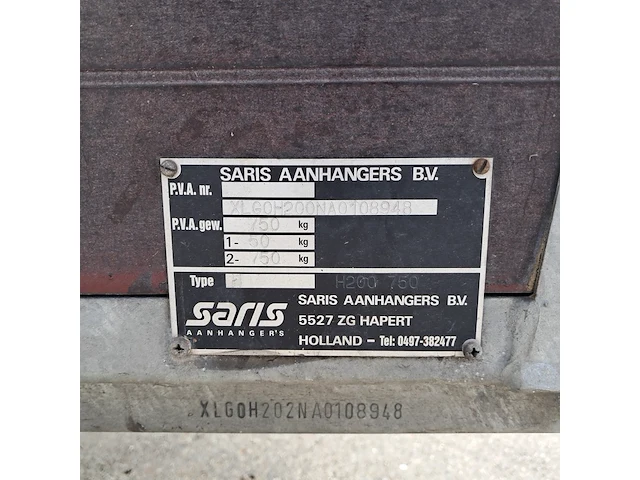 SARIS AANHANGERS B.V.
P.V.A. nr.
XLG0H200NA0108948
P.V.A. gew. 750 kg
1- 50 kg
2- 750 kg
Type H200 750
saris
AANHANGER'S
SARIS AANHANGERS B.V.
5527 ZG HAPERT
HOLLAND – Tel: 0497-382477
XLG0H202NA0108948